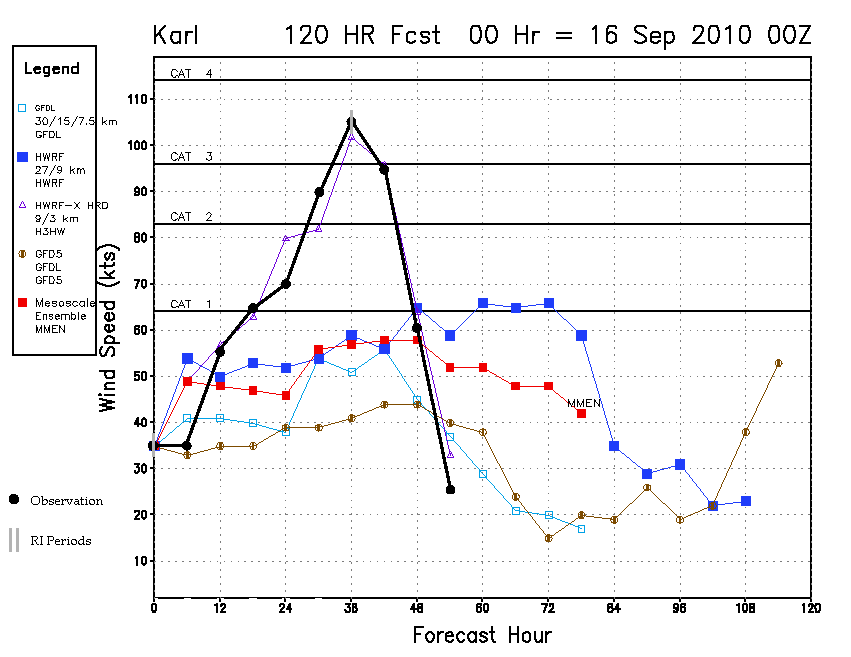 Karl 120 HR Fcst 00 Hr = 16 Sep 2010 00Z
Legend
GFDL
30/15/7.5 km
GFDL
HWRF
27/9 km
HWRF
HWRF-X HRD
9/3 km
H3HW
GFD5
GFDL
GFD5
Mesoscale
Ensemble
MMEN
Observation
RI Periods
Wind Speed (kts)
CAT 4
110
100
CAT 3
90
CAT 2
80
70
CAT 1
60
50
MMEN
40
30
20
10
0 12 24 36 48 60 72 84 96 108 120
Forecast Hour